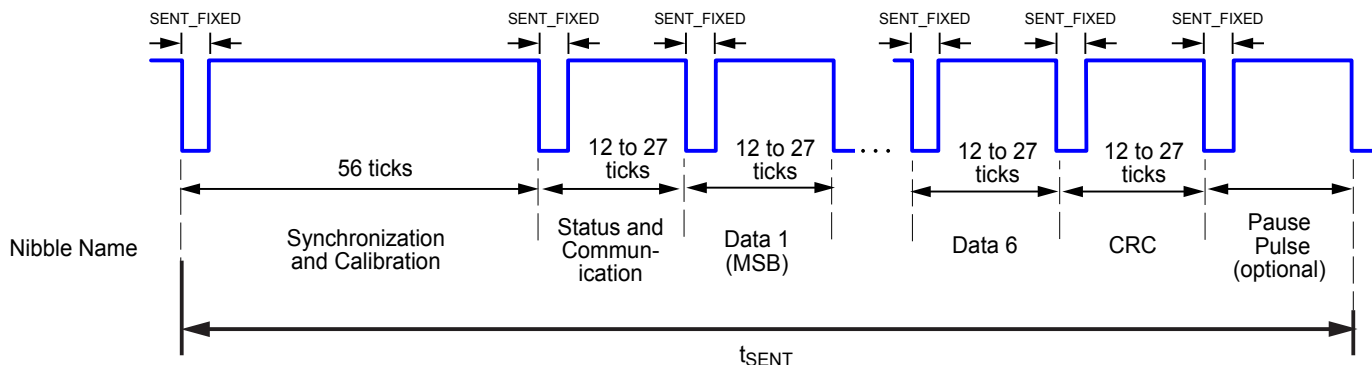 SENT_FIXED SENT_FIXED SENT_FIXED SENT_FIXED SENT_FIXED SENT_FIXED
56 ticks
12 to 27
ticks
12 to 27
ticks
. . .
12 to 27
ticks
12 to 27
ticks
Nibble Name
Synchronization
and Calibration
Status and
Commun-
ication
Data 1
(MSB)
Data 6
CRC
Pause
Pulse
(optional)
tSENT